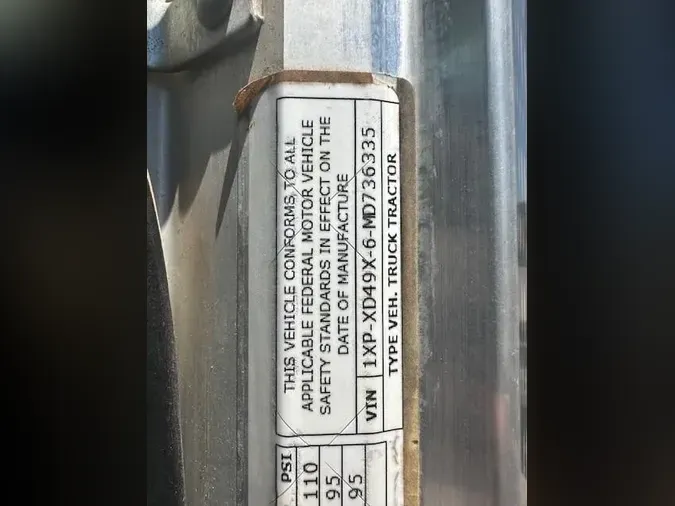 THIS VEHICLE CONFORMS TO ALL
APPLICABLE FEDERAL MOTOR VEHICLE
SAFETY STANDARDS IN EFFECT ON THE
DATE OF MANUFACTURE
VIN 1XP-XD49X-6-MD736335
TYPE VEH. TRUCK TRACTOR
PSI
110
95
95